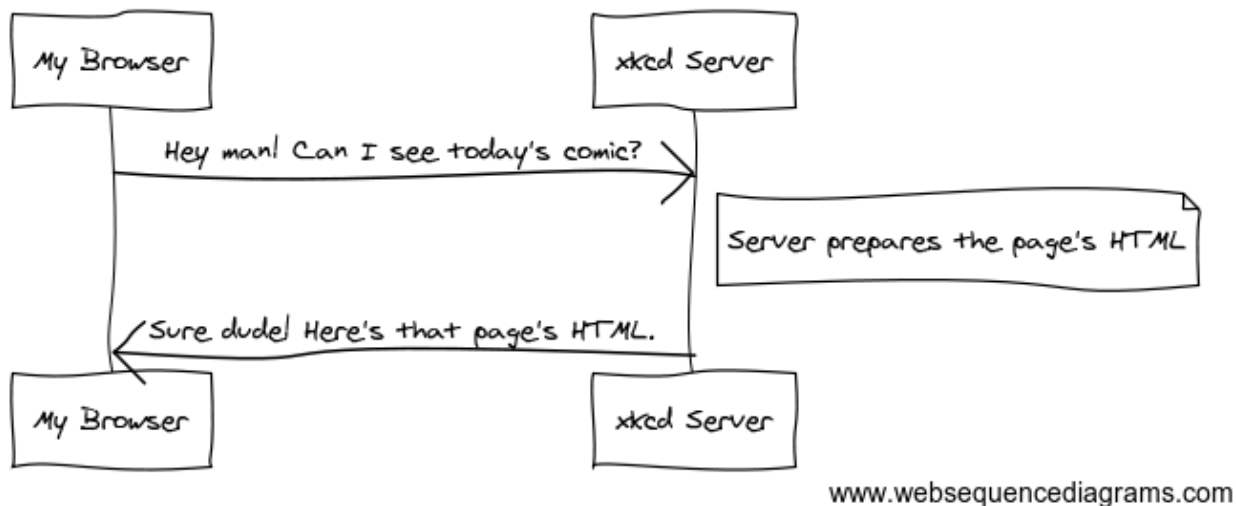 My Browser
xkcd Server
Hey man! Can I see today's comic?
Server prepares the page's HTML
Sure dude! Here's that page's HTML.
My Browser
xkcd Server
www.websequencediagrams.com